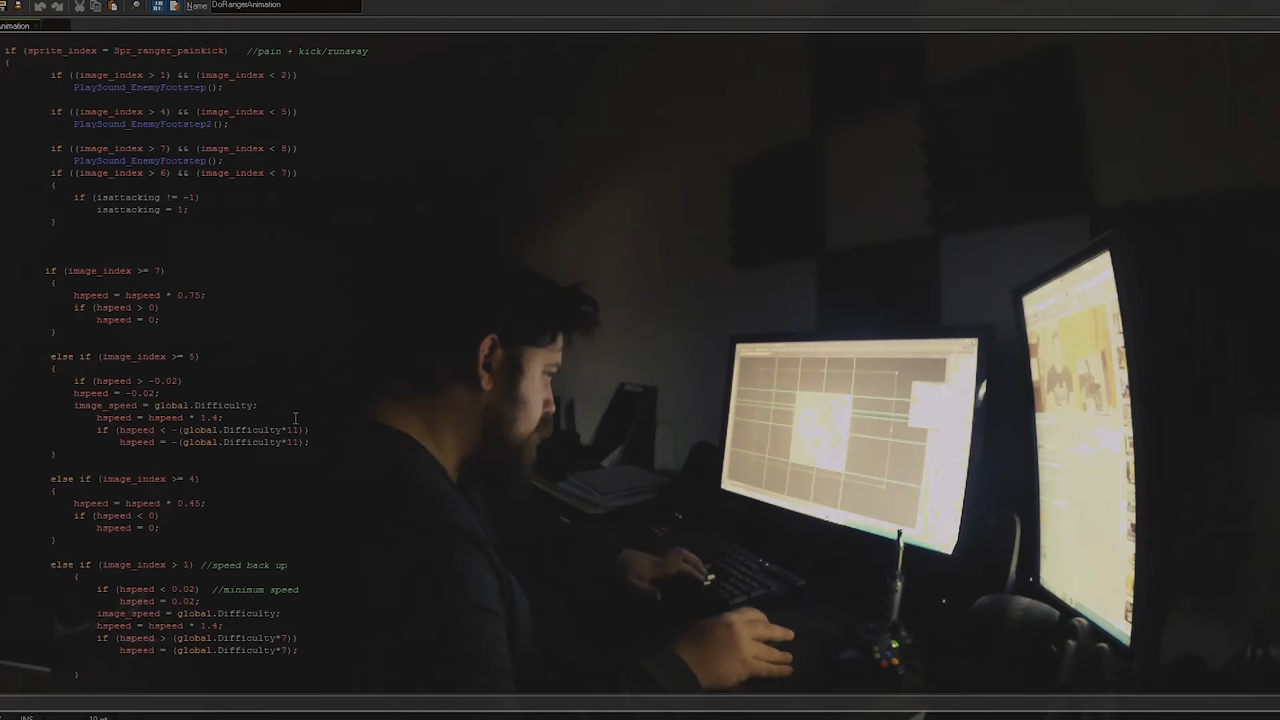 Name: DoRangerAnimation
Animation
if (sprite_index = Spr_ranger_painkick) //pain + kick/runaway
{
if ((image_index > 1) && (image_index < 2))
PlaySound_EnemyFootstep();
if ((image_index > 4) && (image_index < 5))
PlaySound_EnemyFootstep2();
if ((image_index > 7) && (image_index < 8))
PlaySound_EnemyFootstep();
if ((image_index > 6) && (image_index < 7))
{
if (isattacking != -1)
isattacking = 1;
}
if (image_index >= 7)
{
hspeed = hspeed * 0.75;
if (hspeed > 0)
hspeed = 0;
}
else if (image_index >= 5)
{
if (hspeed > -0.02)
hspeed = -0.02;
image_speed = global.Difficulty;
hspeed = hspeed * 1.4;
if (hspeed < -(global.Difficulty*11))
hspeed = -(global.Difficulty*11);
}
else if (image_index >= 4)
{
hspeed = hspeed * 0.45;
if (hspeed < 0)
hspeed = 0;
}
else if (image_index > 1) //speed back up
{
if (hspeed < 0.02) //minimum speed
hspeed = 0.02;
image_speed = global.Difficulty;
hspeed = hspeed * 1.4;
if (hspeed > (global.Difficulty*7))
hspeed = (global.Difficulty*7);
}
INS 10 pt